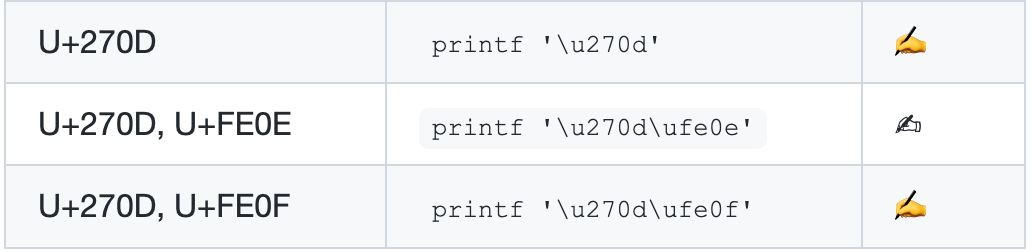 U+270D printf '\u270d' ✍️
U+270D, U+FE0E printf '\u270d\ufe0e' ✍︎
U+270D, U+FE0F printf '\u270d\ufe0f' ✍️